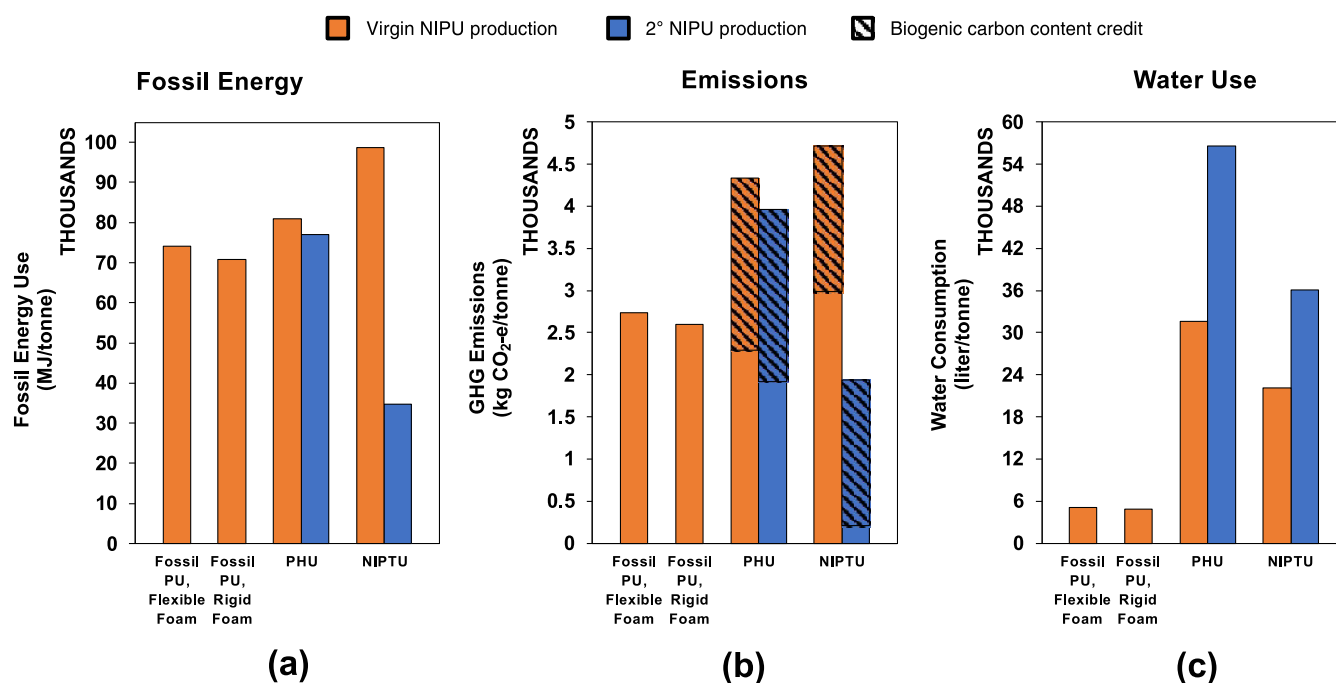 Virgin NIPU production
2° NIPU production
Biogenic carbon content credit
Fossil Energy
THOUSANDS
Fossil Energy Use
(MJ/tonne)
100
90
80
70
60
50
40
30
20
10
0
Fossil
PU,
Flexible
Foam
Fossil
PU,
Rigid
Foam
PHU
NIPTU
(a)
Emissions
THOUSANDS
GHG Emissions
(kg CO₂-e/tonne)
5
4.5
4
3.5
3
2.5
2
1.5
1
0.5
0
Fossil
PU,
Flexible
Foam
Fossil
PU,
Rigid
Foam
PHU
NIPTU
(b)
Water Use
THOUSANDS
Water Consumption
(liter/tonne)
60
54
48
42
36
30
24
18
12
6
0
Fossil
PU,
Flexible
Foam
Fossil
PU,
Rigid
Foam
PHU
NIPTU
(c)